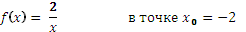 f(x) = 2/x в точке x₀ = −2